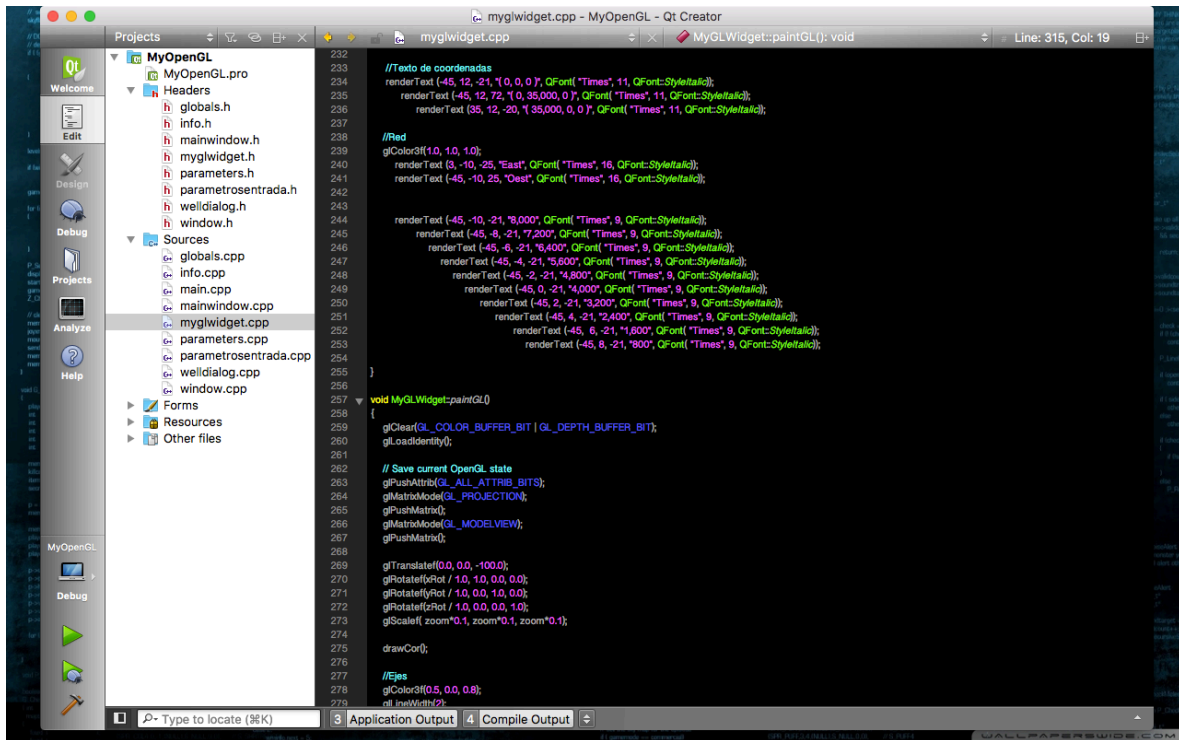 myglwidget.cpp - MyOpenGL - Qt Creator
Projects
myglwidget.cpp
MyGLWidget::paintGL(): void
Line: 315, Col: 19
Qt
Welcome
Edit
Design
Debug
Projects
Analyze
Help
MyOpenGL
Debug
MyOpenGL
MyOpenGL.pro
Headers
globals.h
info.h
mainwindow.h
myglwidget.h
parameters.h
parametrosentrada.h
welldialog.h
window.h
Sources
globals.cpp
info.cpp
main.cpp
mainwindow.cpp
myglwidget.cpp
parameters.cpp
parametrosentrada.cpp
welldialog.cpp
window.cpp
Forms
Resources
Other files
232
233 //Texto de coordenadas
234 renderText (-45, 12, -21, "( 0, 0, 0 )", QFont( "Times", 11, QFont::StyleItalic));
235 renderText (-45, 12, 72, "( 0, 35,000, 0 )", QFont( "Times", 11, QFont::StyleItalic));
236 renderText (35, 12, -20, "( 35,000, 0, 0 )", QFont( "Times", 11, QFont::StyleItalic));
237
238 //Red
239 glColor3f(1.0, 1.0, 1.0);
240 renderText (3, -10, -25, "East", QFont( "Times", 16, QFont::StyleItalic));
241 renderText (-45, -10, 25, "Oest", QFont( "Times", 16, QFont::StyleItalic));
242
243
244 renderText (-45, -10, -21, "8,000", QFont( "Times", 9, QFont::StyleItalic));
245 renderText (-45, -8, -21, "7,200", QFont( "Times", 9, QFont::StyleItalic));
246 renderText (-45, -6, -21, "6,400", QFont( "Times", 9, QFont::StyleItalic));
247 renderText (-45, -4, -21, "5,600", QFont( "Times", 9, QFont::StyleItalic));
248 renderText (-45, -2, -21, "4,800", QFont( "Times", 9, QFont::StyleItalic));
249 renderText (-45, 0, -21, "4,000", QFont( "Times", 9, QFont::StyleItalic));
250 renderText (-45, 2, -21, "3,200", QFont( "Times", 9, QFont::StyleItalic));
251 renderText (-45, 4, -21, "2,400", QFont( "Times", 9, QFont::StyleItalic));
252 renderText (-45, 6, -21, "1,600", QFont( "Times", 9, QFont::StyleItalic));
253 renderText (-45, 8, -21, "800", QFont( "Times", 9, QFont::StyleItalic));
254
255 }
256
257 void MyGLWidget::paintGL()
258 {
259 glClear(GL_COLOR_BUFFER_BIT | GL_DEPTH_BUFFER_BIT);
260 glLoadIdentity();
261
262 // Save current OpenGL state
263 glPushAttrib(GL_ALL_ATTRIB_BITS);
264 glMatrixMode(GL_PROJECTION);
265 glPushMatrix();
266 glMatrixMode(GL_MODELVIEW);
267 glPushMatrix();
268
269 glTranslatef(0.0, 0.0, -100.0);
270 glRotatef(xRot / 1.0, 1.0, 0.0, 0.0);
271 glRotatef(yRot / 1.0, 0.0, 1.0, 0.0);
272 glRotatef(zRot / 1.0, 0.0, 0.0, 1.0);
273 glScalef( zoom*0.1, zoom*0.1, zoom*0.1);
274
275 drawCor();
276
277 //Ejes
278 glColor3f(0.5, 0.0, 0.8);
279 glLineWidth(2);
Type to locate (⌘K)
3 Application Output
4 Compile Output
WALLPAPERSWIDE.COM